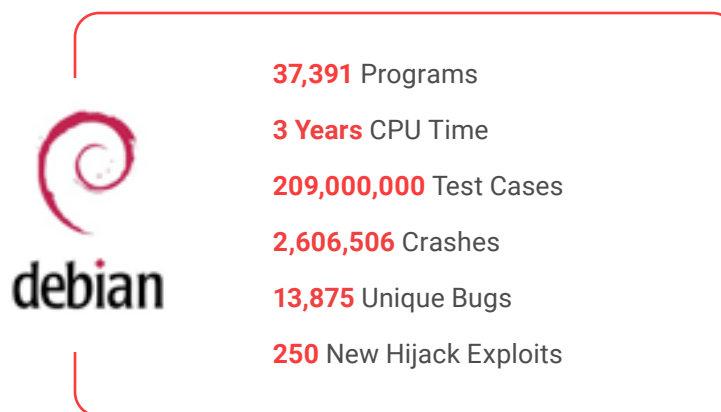 37,391 Programs
3 Years CPU Time
209,000,000 Test Cases
2,606,506 Crashes
debian
13,875 Unique Bugs
250 New Hijack Exploits